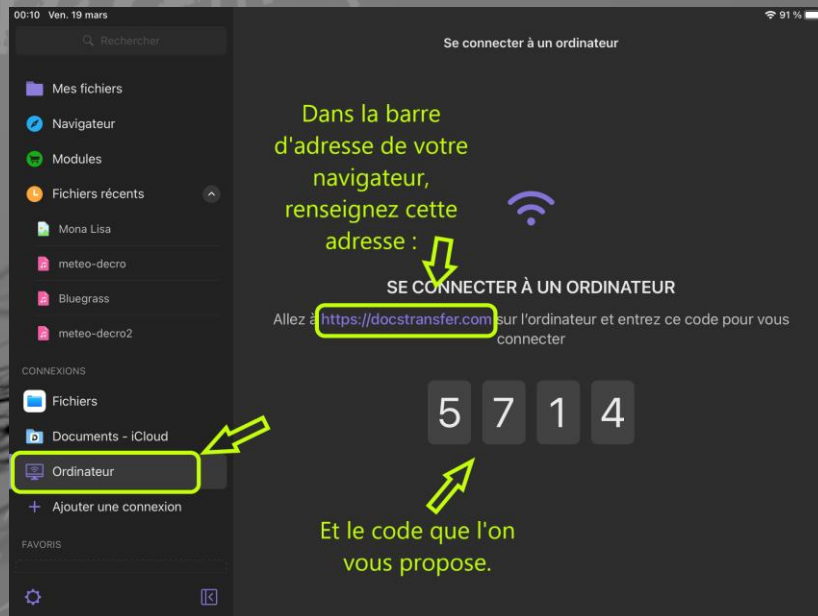 00:10 Ven. 19 mars
91 %
Rechercher
Se connecter à un ordinateur
Mes fichiers
Navigateur
Modules
Fichiers récents
Mona Lisa
meteo-decro
Bluegrass
meteo-decro2
CONNEXIONS
Fichiers
Documents - iCloud
Ordinateur
Ajouter une connexion
FAVORIS
Dans la barre
d'adresse de votre
navigateur,
renseignez cette
adresse :
SE CONNECTER À UN ORDINATEUR
Allez à https://docstransfer.com sur l'ordinateur et entrez ce code pour vous
connecter
5 7 1 4
Et le code que l'on
vous propose.